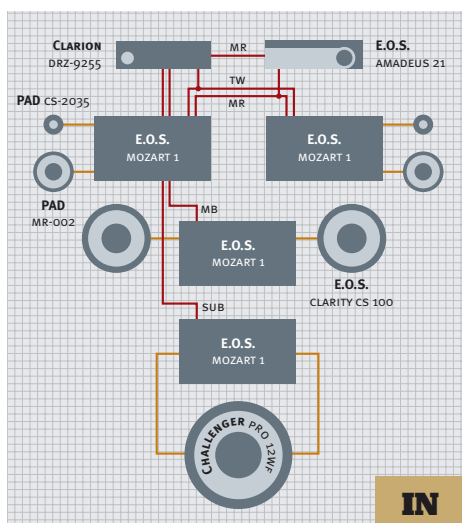 CLARION
DRZ-9255
MR
E.O.S.
AMADEUS 21
TW
MR
PAD CS-2035
E.O.S.
MOZART 1
E.O.S.
MOZART 1
PAD
MR-002
MB
E.O.S.
MOZART 1
E.O.S.
CLARITY CS 100
SUB
E.O.S.
MOZART 1
CHALLENGER PRO 12WF
IN